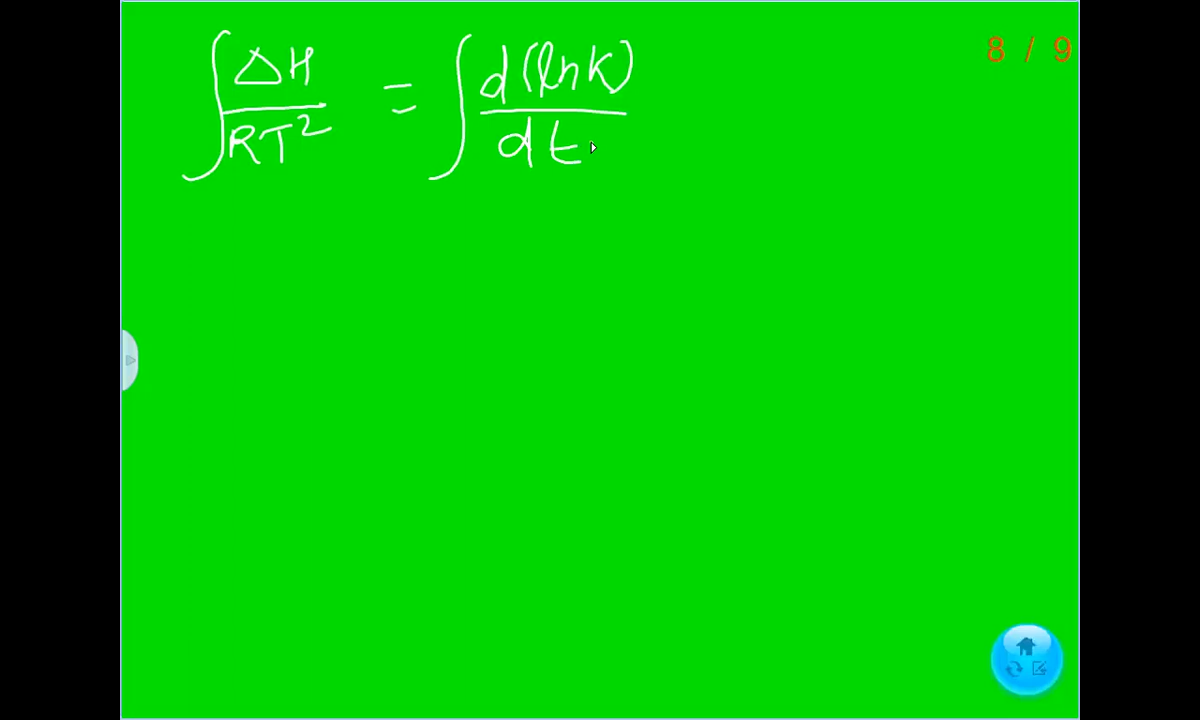 8 / 9
∫ ΔH / RT² = ∫ d(lnK) / dt